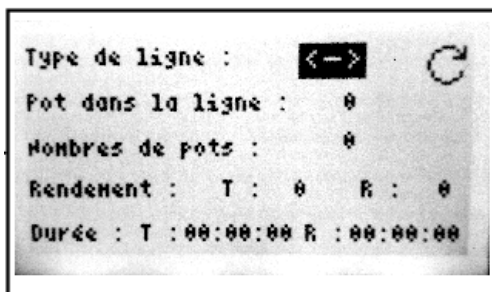 Type de ligne : <->
Pot dans la ligne : 0
Nombres de pots : 0
Rendement : T : 0 R : 0
Durée : T :00:00:00 R :00:00:00